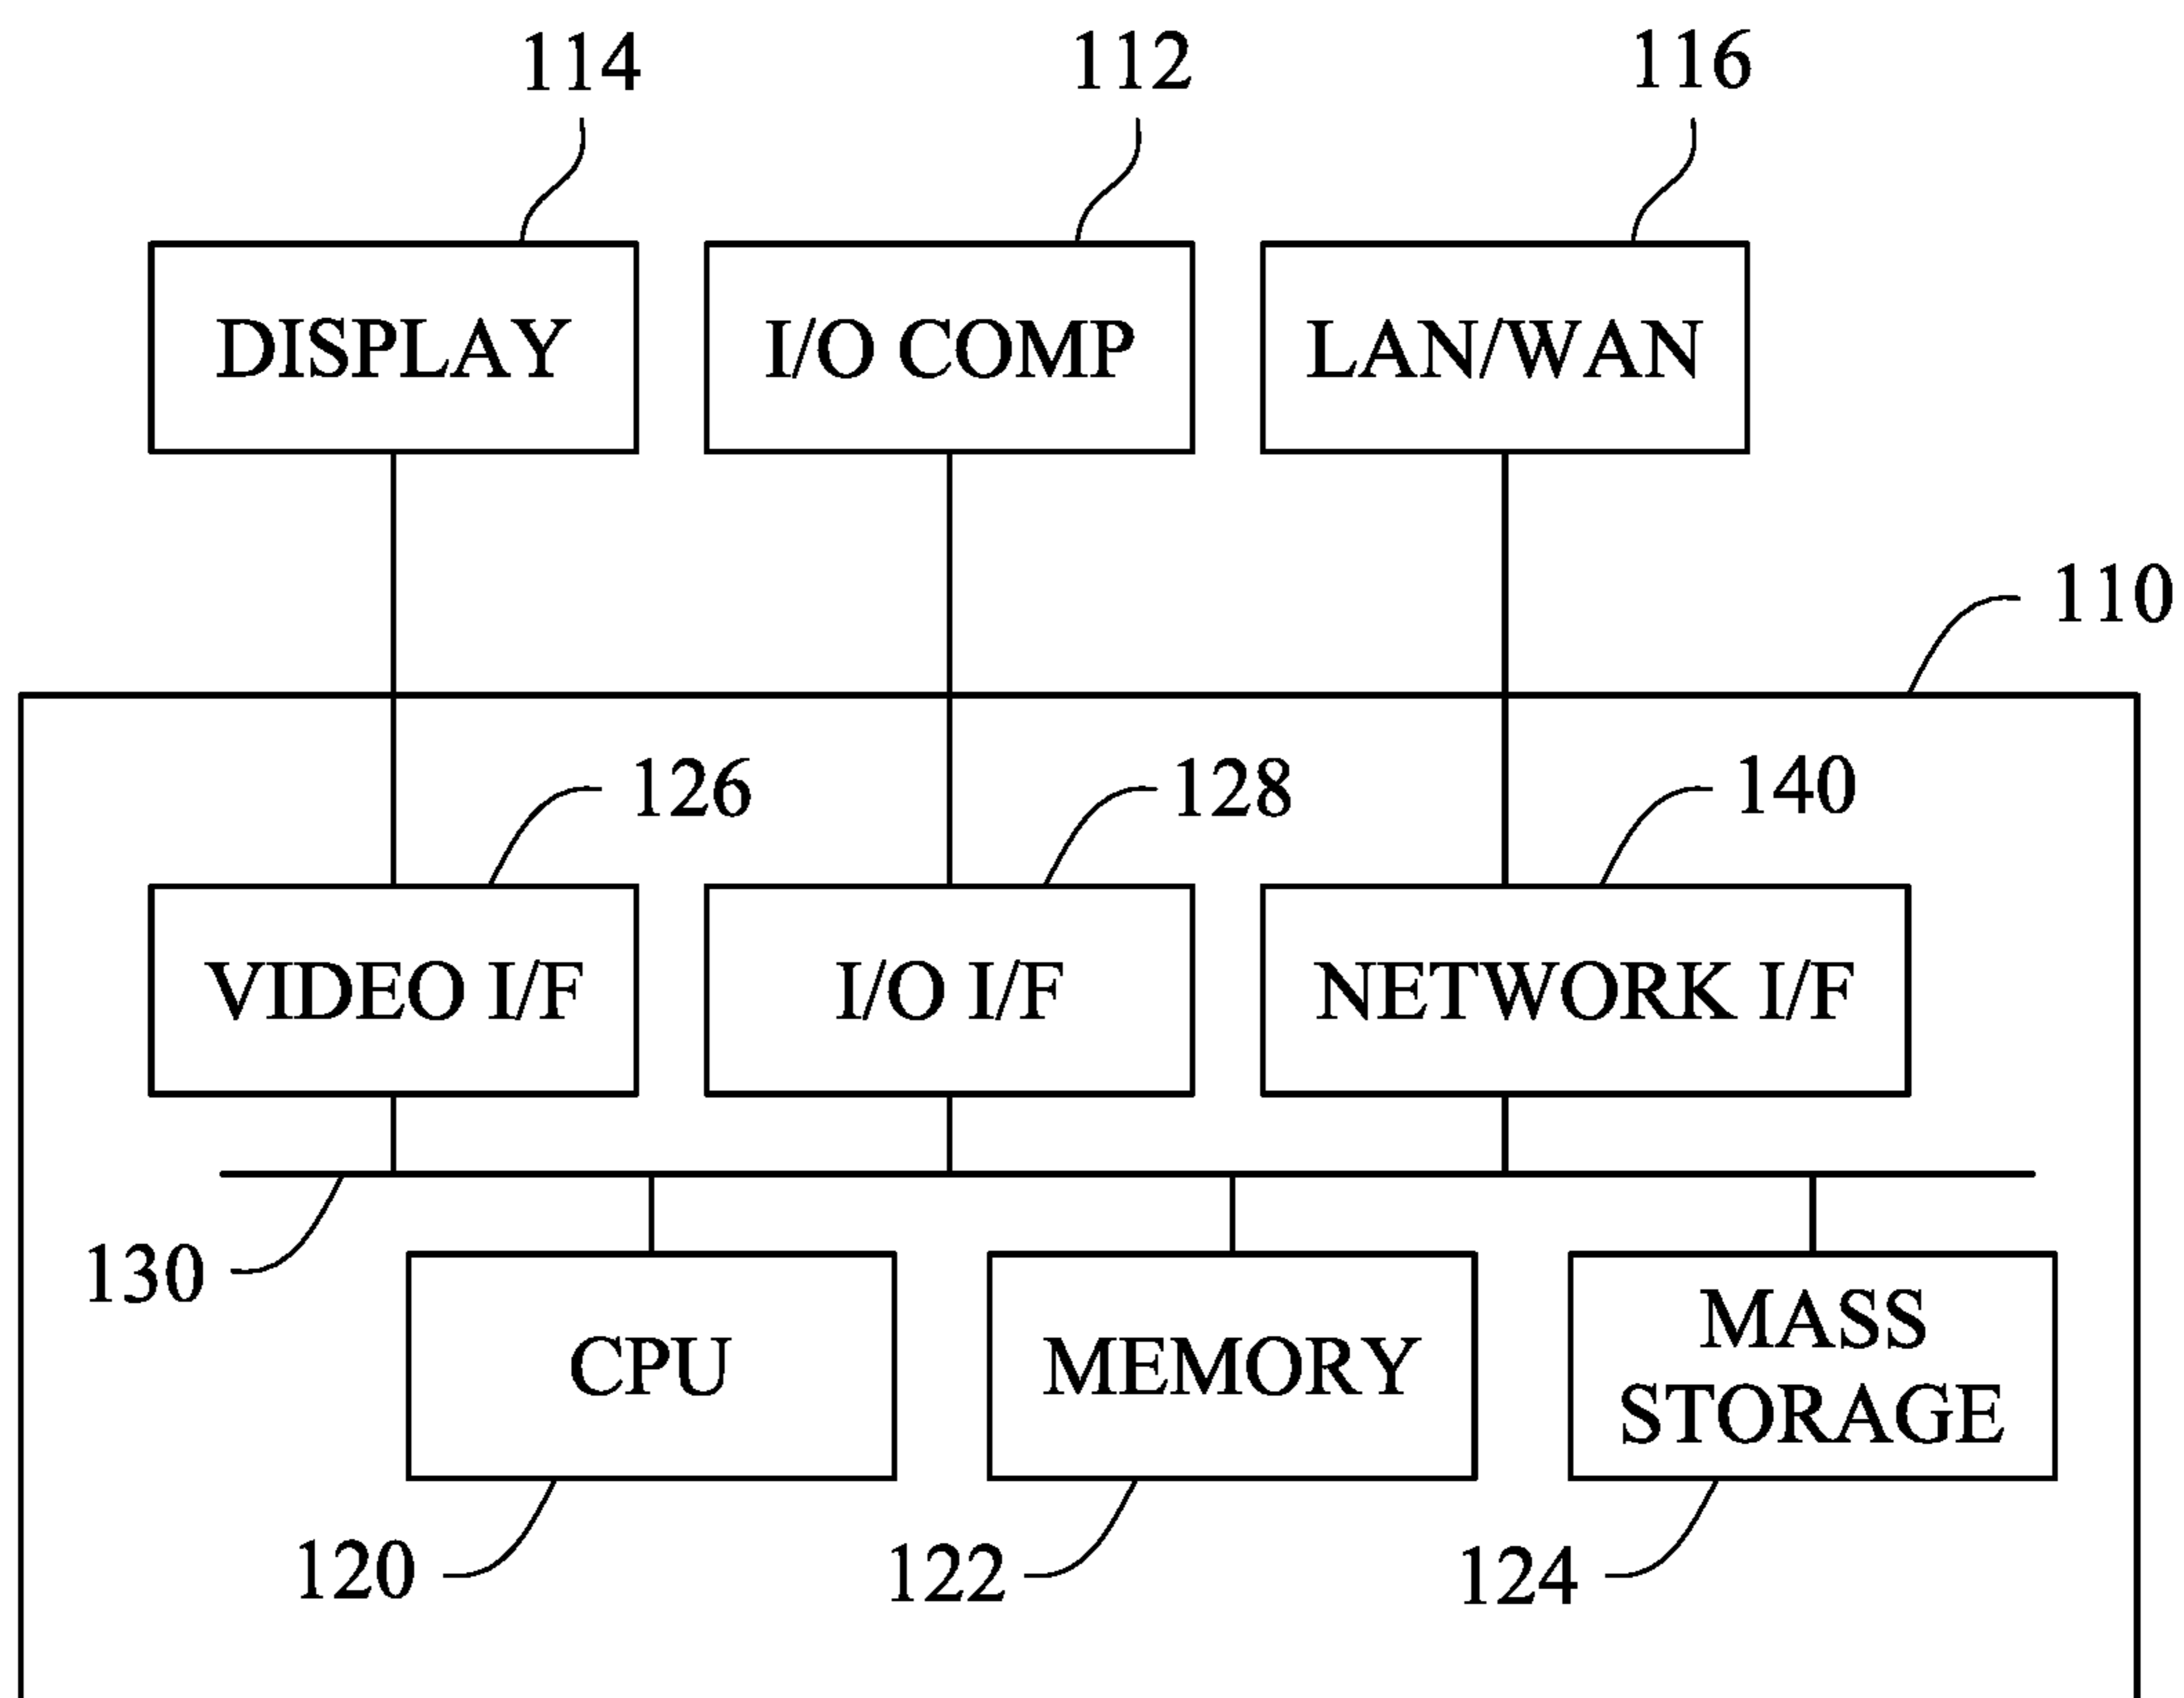 114
112
116
DISPLAY
I/O COMP
LAN/WAN
110
126
128
140
VIDEO I/F
I/O I/F
NETWORK I/F
130
CPU
MEMORY
MASS
STORAGE
120
122
124